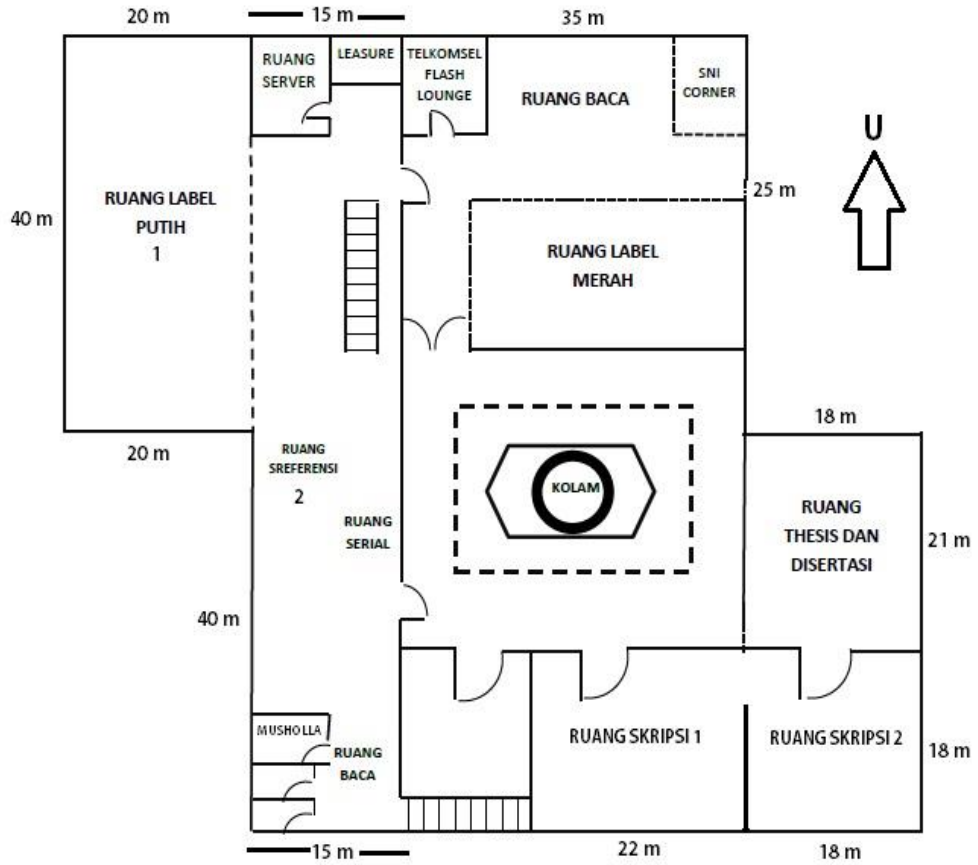 20 m
15 m
35 m
RUANG
SERVER
LEASURE
TELKOMSEL
FLASH
LOUNGE
RUANG BACA
SNI
CORNER
U
40 m
RUANG LABEL
PUTIH
1
25 m
RUANG LABEL
MERAH
20 m
18 m
RUANG
SREFERENSI
2
RUANG
SERIAL
KOLAM
RUANG
THESIS DAN
DISERTASI
21 m
40 m
MUSHOLLA
RUANG
BACA
RUANG SKRIPSI 1
RUANG SKRIPSI 2
18 m
15 m
22 m
18 m